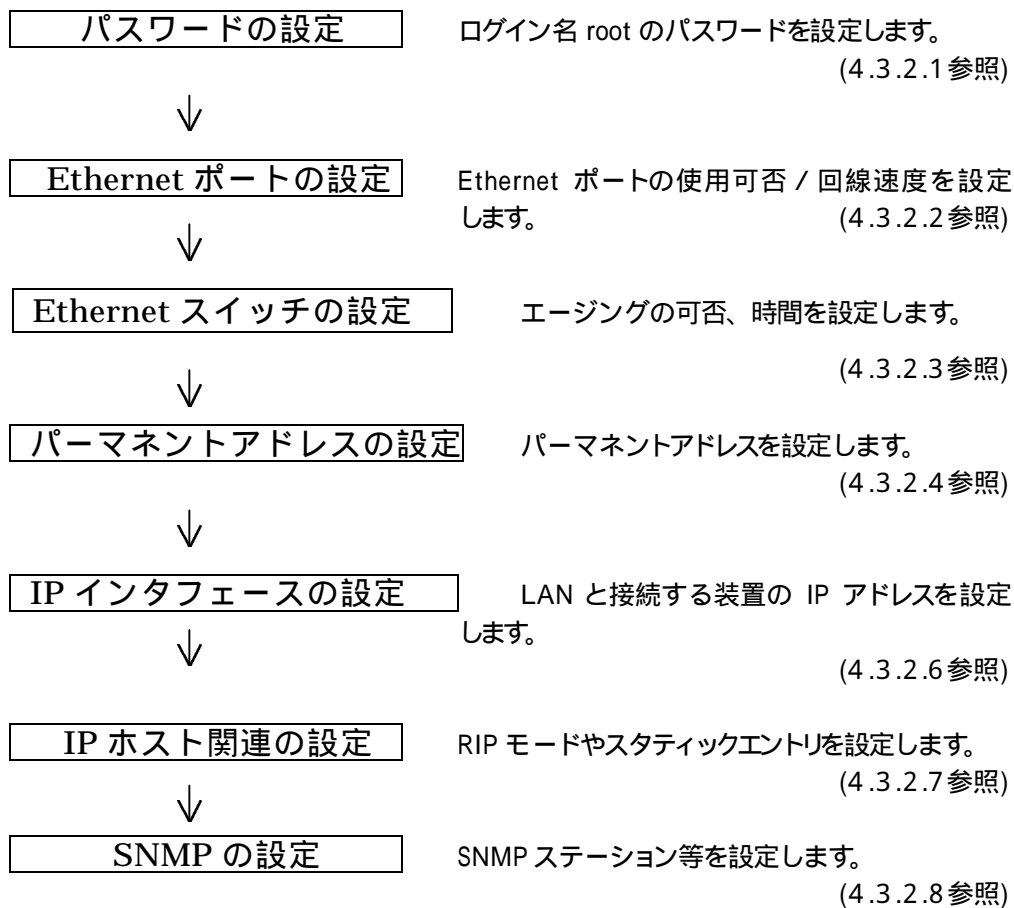 パスワードの設定 ログイン名 root のパスワードを設定します。
(4.3.2.1参照)
Ethernet ポートの設定 Ethernet ポートの使用可否 / 回線速度を設定
します。 (4.3.2.2参照)
Ethernet スイッチの設定 エージングの可否、時間を設定します。
(4.3.2.3参照)
パーマネントアドレスの設定 パーマネントアドレスを設定します。
(4.3.2.4参照)
IP インタフェースの設定 LAN と接続する装置の IP アドレスを設定
します。
(4.3.2.6参照)
IP ホスト関連の設定 RIP モードやスタティックエントリを設定します。
(4.3.2.7参照)
SNMP の設定 SNMP ステーション等を設定します。
(4.3.2.8参照)